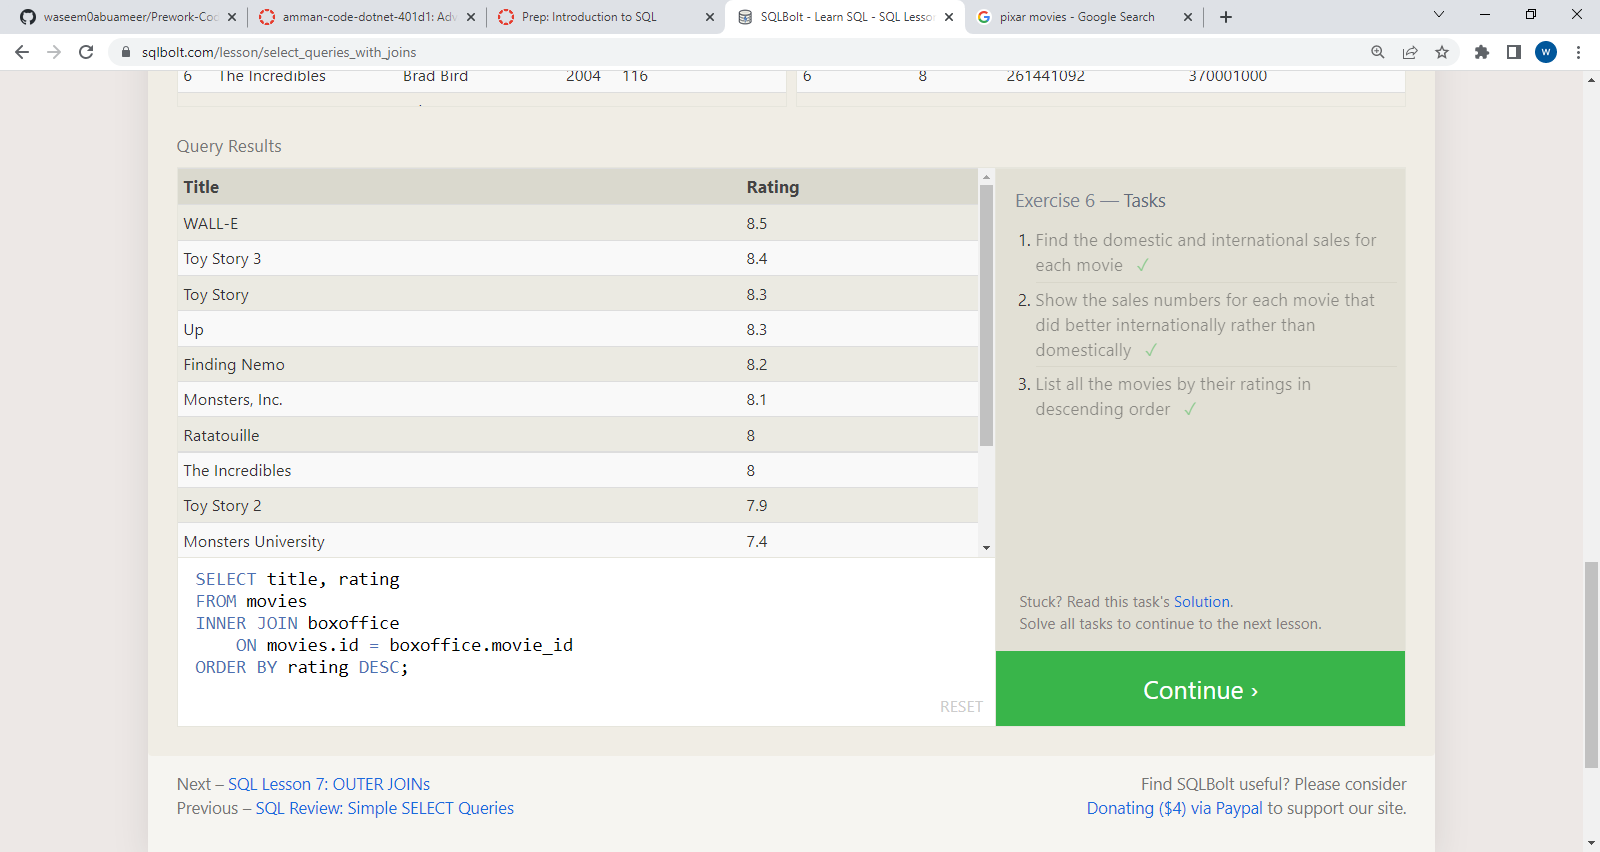 waseem0abuameer/Prework-Coo
amman-code-dotnet-401d1: Adv
Prep: Introduction to SQL
SQLBolt - Learn SQL - SQL Lesso
pixar movies - Google Search
sqlbolt.com/lesson/select_queries_with_joins
W
6 The Incredibles Brad Bird 2004 116
6 8 261441092 370001000
Query Results
Title Rating
WALL-E 8.5
Toy Story 3 8.4
Toy Story 8.3
Up 8.3
Finding Nemo 8.2
Monsters, Inc. 8.1
Ratatouille 8
The Incredibles 8
Toy Story 2 7.9
Monsters University 7.4
SELECT title, rating
FROM movies
INNER JOIN boxoffice
ON movies.id = boxoffice.movie_id
ORDER BY rating DESC;
RESET
Exercise 6 — Tasks
1. Find the domestic and international sales for
each movie ✓
2. Show the sales numbers for each movie that
did better internationally rather than
domestically ✓
3. List all the movies by their ratings in
descending order ✓
Stuck? Read this task's Solution.
Solve all tasks to continue to the next lesson.
Continue ›
Next – SQL Lesson 7: OUTER JOINs
Previous – SQL Review: Simple SELECT Queries
Find SQLBolt useful? Please consider
Donating ($4) via Paypal to support our site.